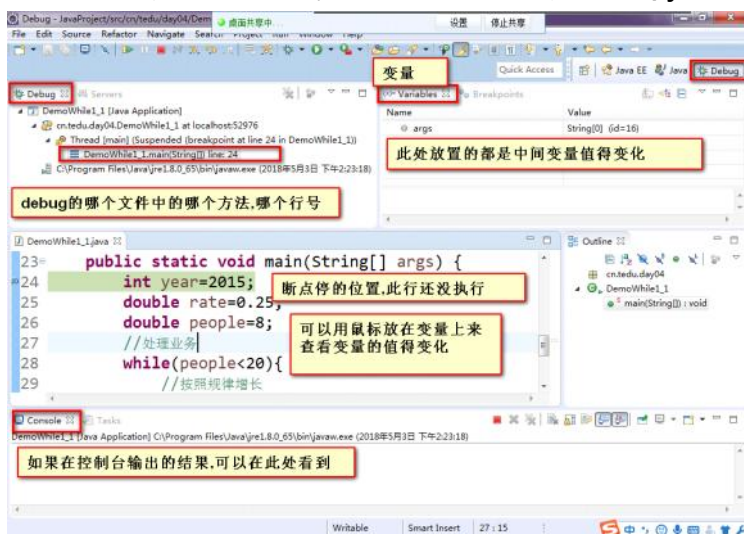 Debug - JavaProject/src/cn/tedu/day04/Dem
桌面共享中...
设置
停止共享
File Edit Source Refactor Navigate Search Project Run Window Help
Quick Access
Java EE
Java
Debug
变量
Debug
Servers
Variables
Breakpoints
DemoWhile1_1 [Java Application]
cn.tedu.day04.DemoWhile1_1 at localhost:52976
Thread [main] (Suspended (breakpoint at line 24 in DemoWhile1_1))
DemoWhile1_1.main(String[]) line: 24
C:\Program Files\Java\jre1.8.0_65\bin\javaw.exe (2018年5月3日 下午2:23:18)
Name
Value
args
String[0] (id=16)
此处放置的都是中间变量值得变化
debug的哪个文件中的哪个方法,哪个行号
DemoWhile1_1.java
Outline
23 public static void main(String[] args) {
24 int year=2015;
断点停的位置,此行还没执行
25 double rate=0.25;
26 double people=8;
27 //处理业务
28 while(people<20){
29 //按照规律增长
可以用鼠标放在变量上来
查看变量的值得变化
cn.tedu.day04
DemoWhile1_1
main(String[]) : void
Console
Tasks
DemoWhile1_1 [Java Application] C:\Program Files\Java\jre1.8.0_65\bin\javaw.exe (2018年5月3日 下午2:23:18)
如果在控制台输出的结果,可以在此处看到
Writable
Smart Insert
27 : 15
中